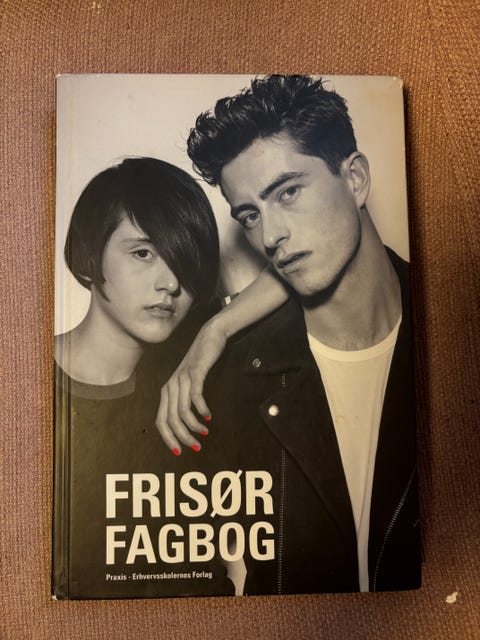 FRISØR
FAGBOG
Praxis - Erhvervsskolernes Forlag